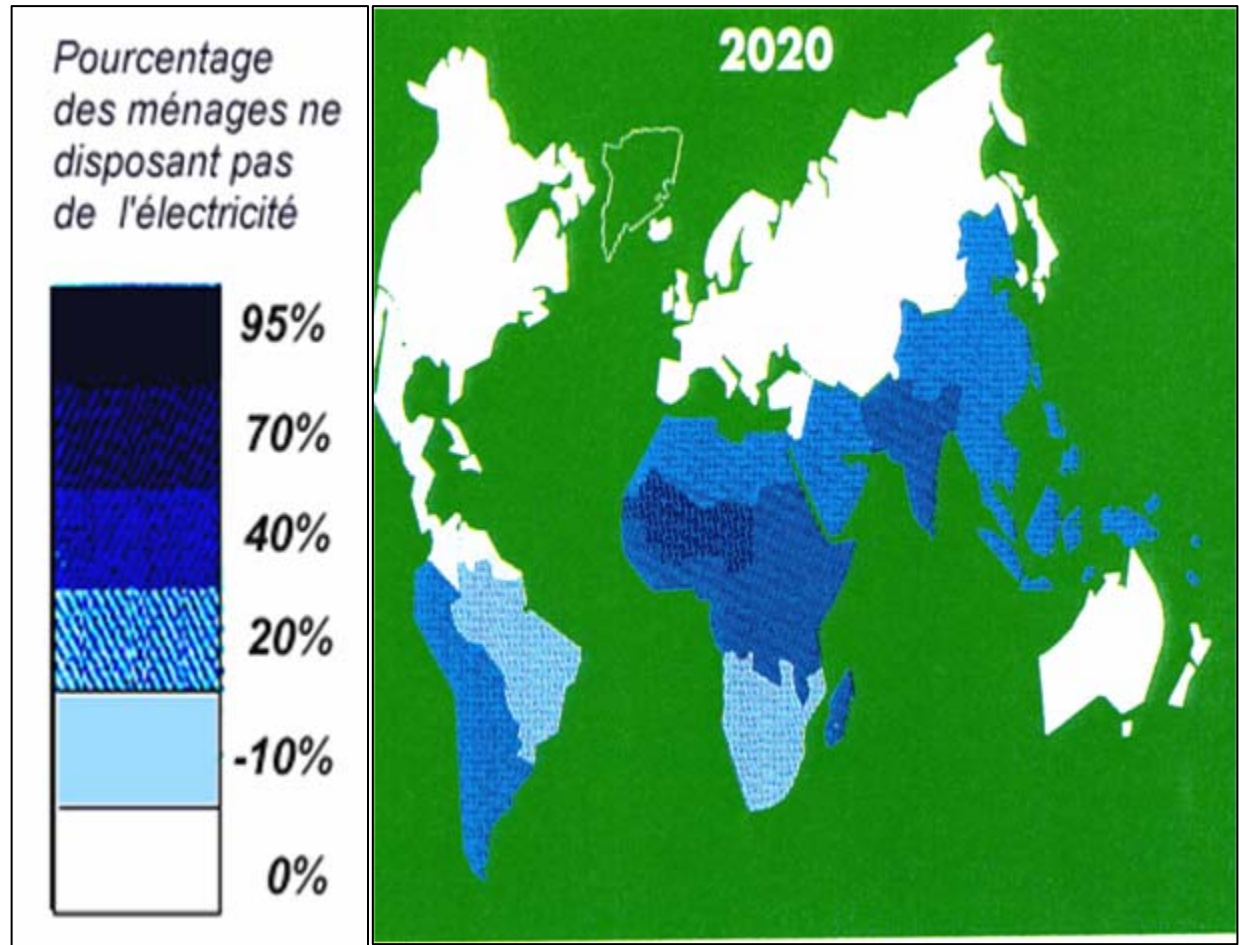 Pourcentage
des ménages ne
disposant pas
de l'électricité
95%
70%
40%
20%
-10%
0%
2020